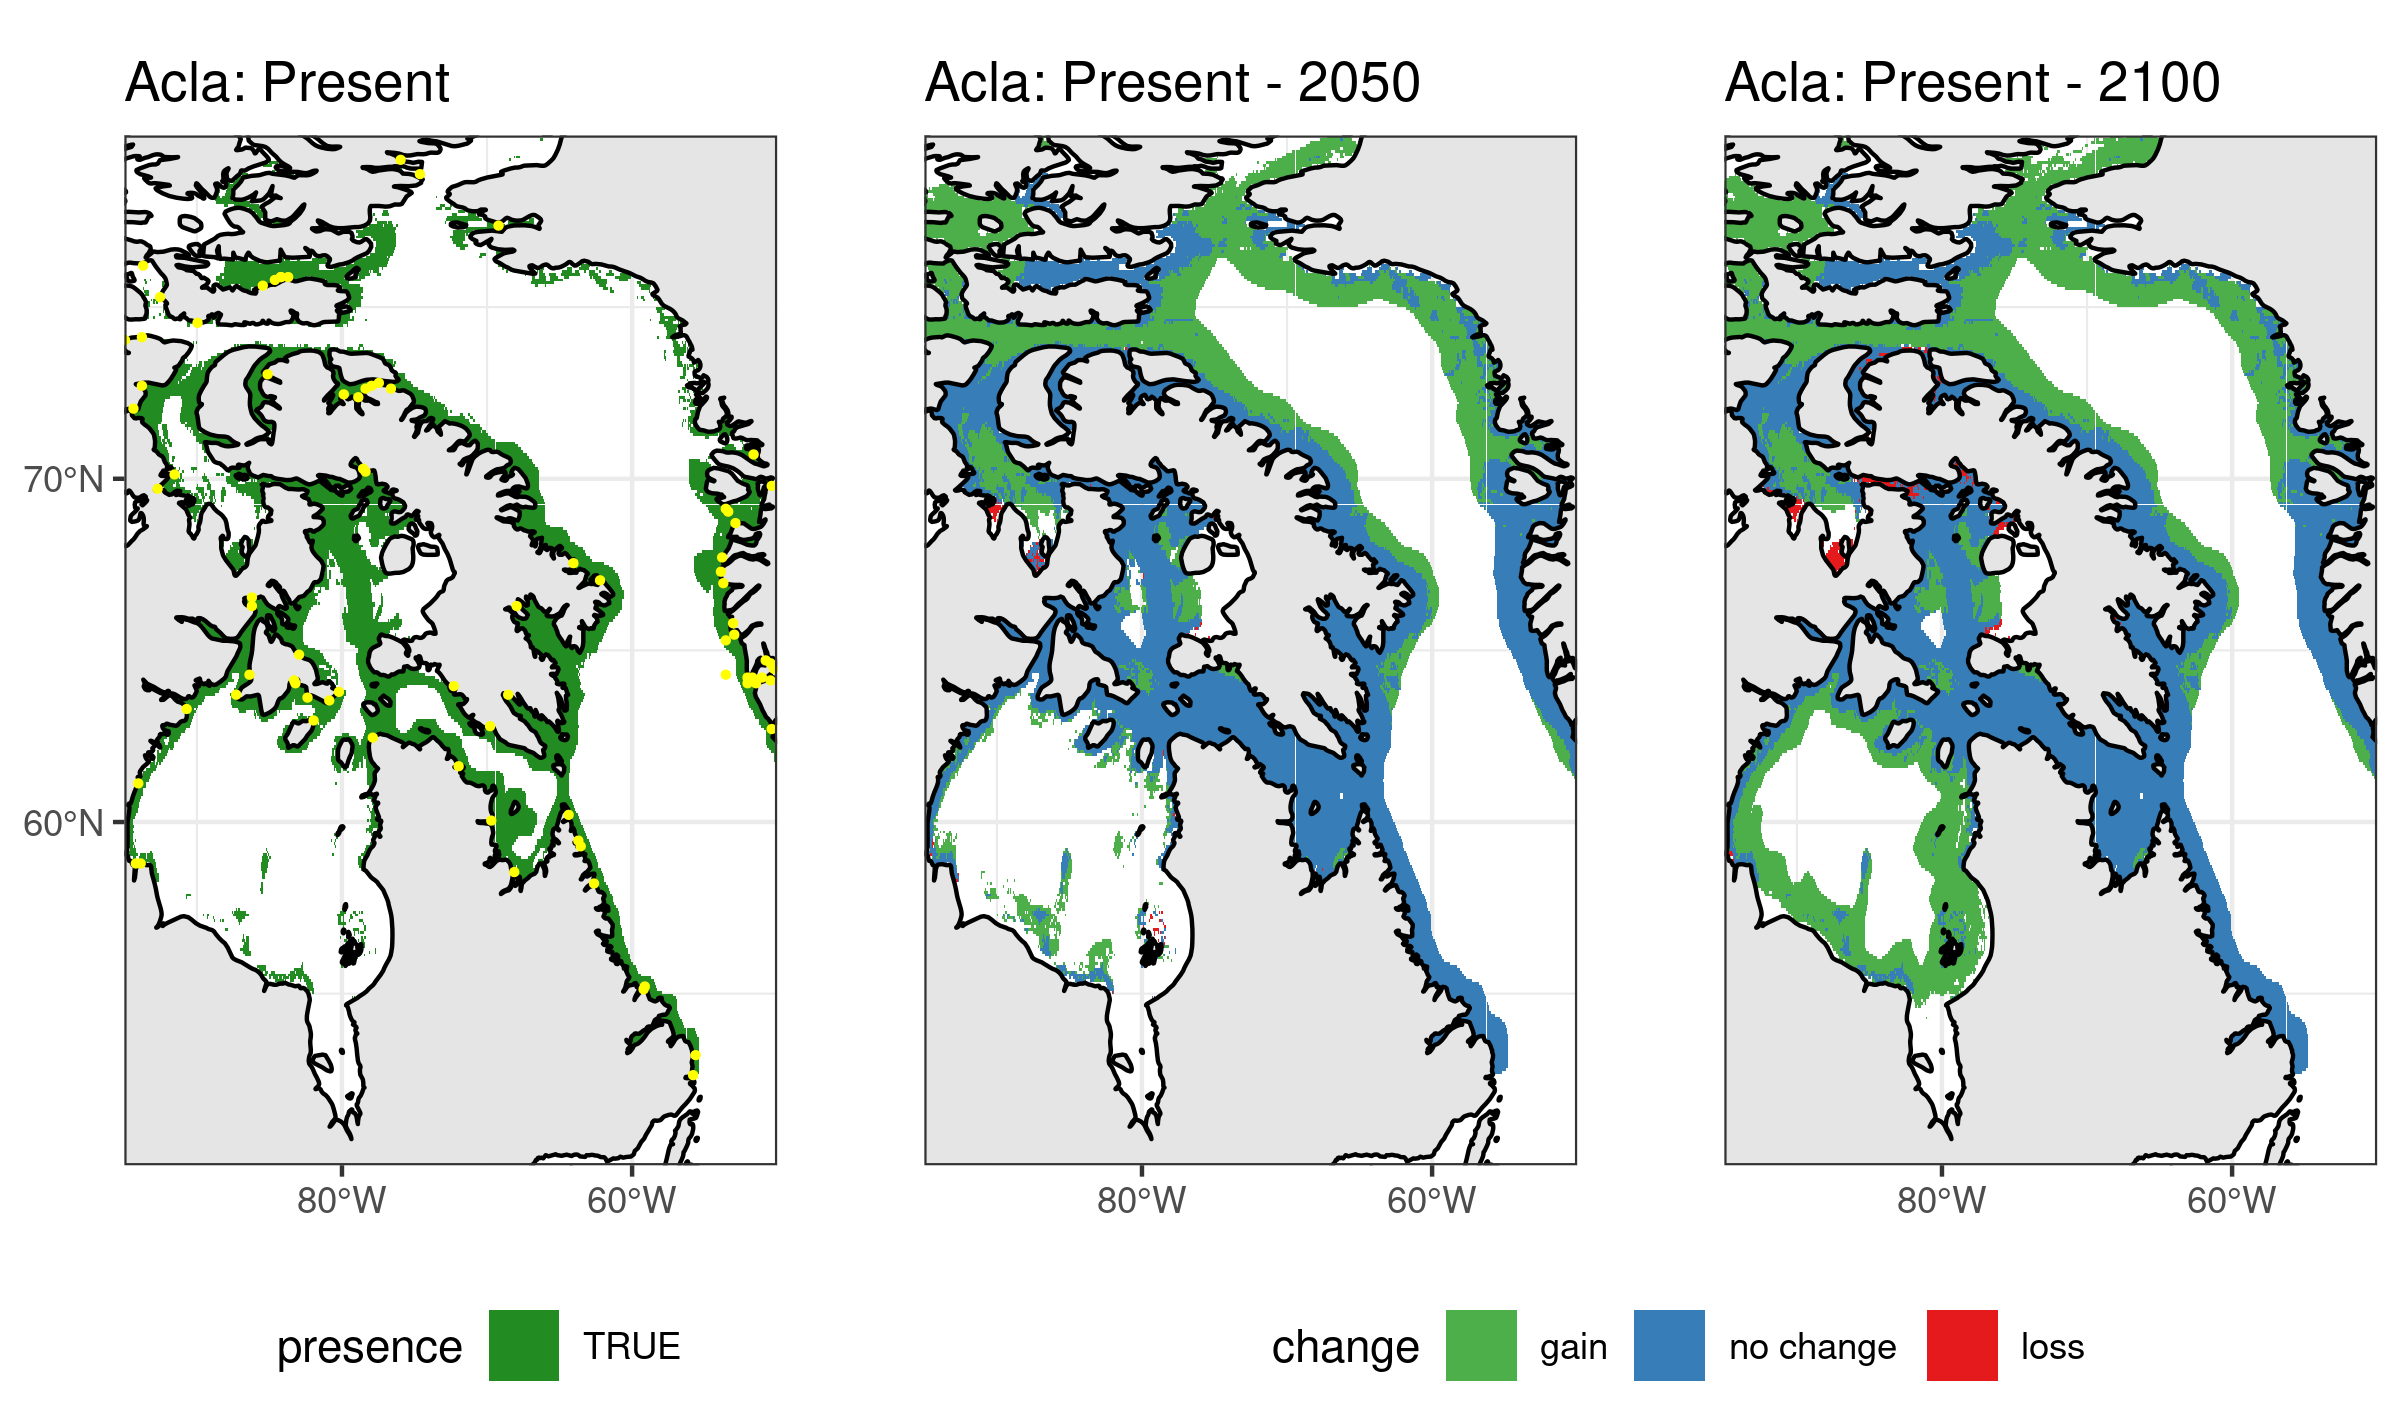 Acla: Present
Acla: Present - 2050
Acla: Present - 2100
70°N
60°N
80°W
60°W
80°W
60°W
80°W
60°W
presence
TRUE
change
gain
no change
loss